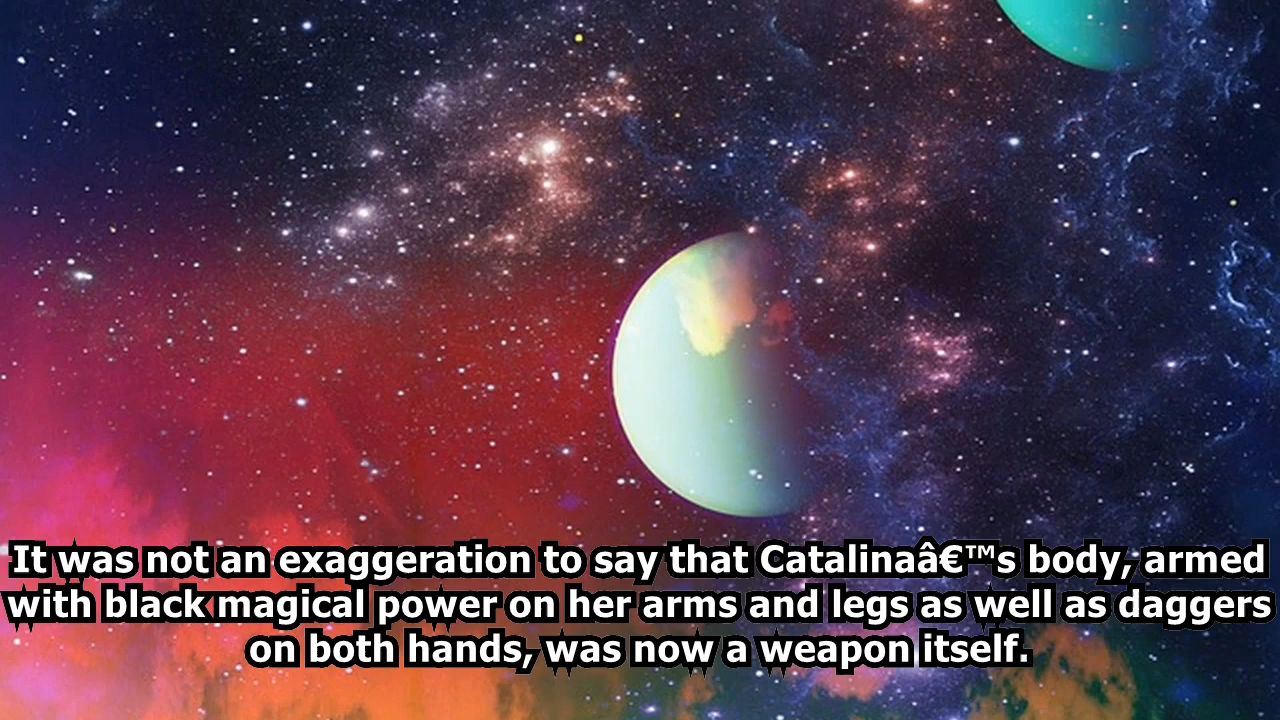 It was not an exaggeration to say that Catalinaâ€™s body, armed
with black magical power on her arms and legs as well as daggers
on both hands, was now a weapon itself.